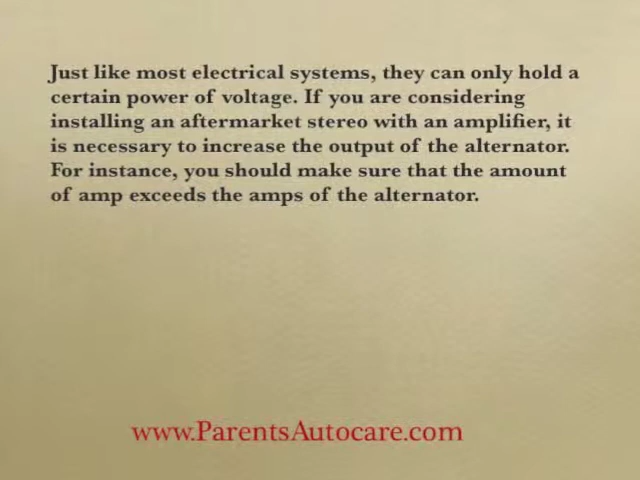 Just like most electrical systems, they can only hold a
certain power of voltage. If you are considering
installing an aftermarket stereo with an amplifier, it
is necessary to increase the output of the alternator.
For instance, you should make sure that the amount
of amp exceeds the amps of the alternator.
www.ParentsAutocare.com